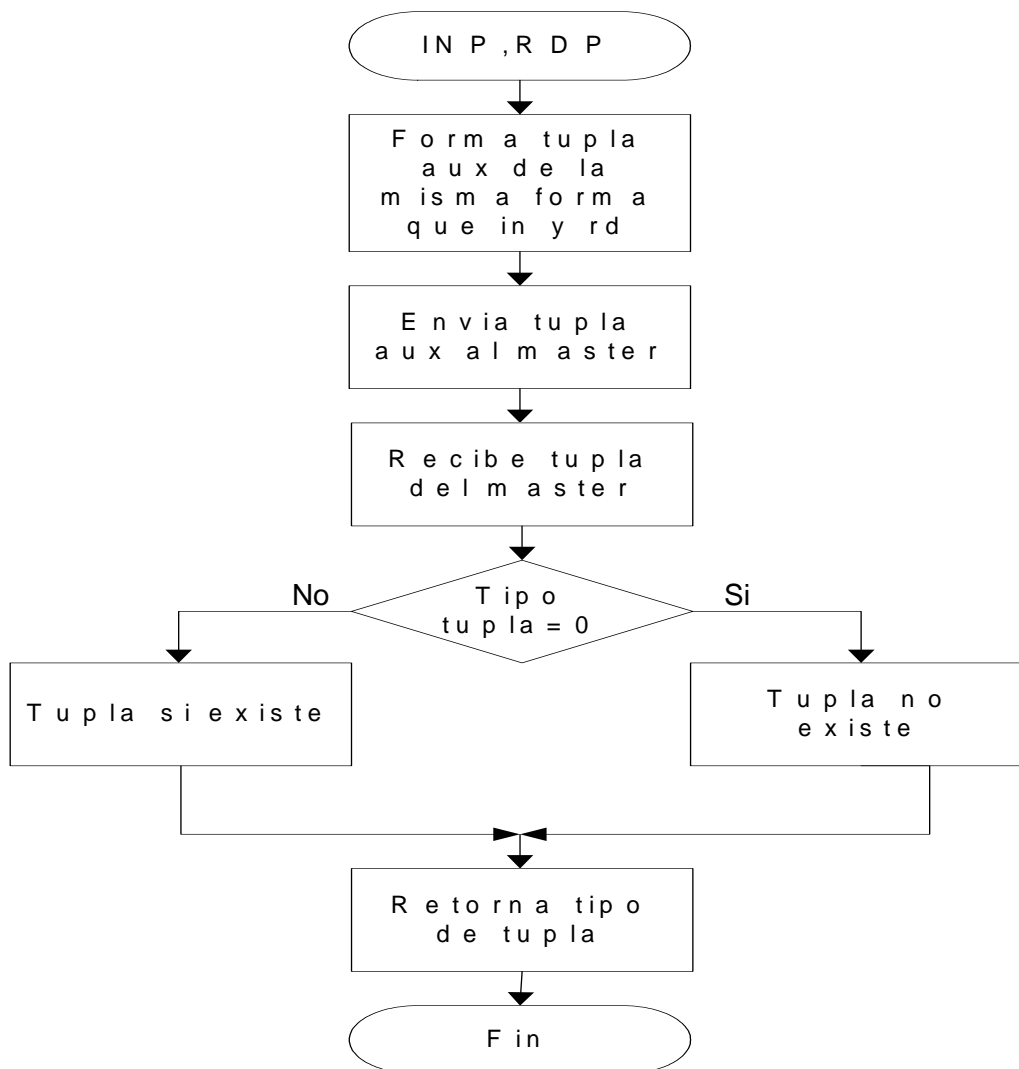 INP,RDP
Forma tupla
aux de la
misma forma
que in y rd
Envia tupla
aux al master
Recibe tupla
del master
No
Tipo
tupla=0
Si
Tupla si existe
Tupla no
existe
Retorna tipo
de tupla
Fin